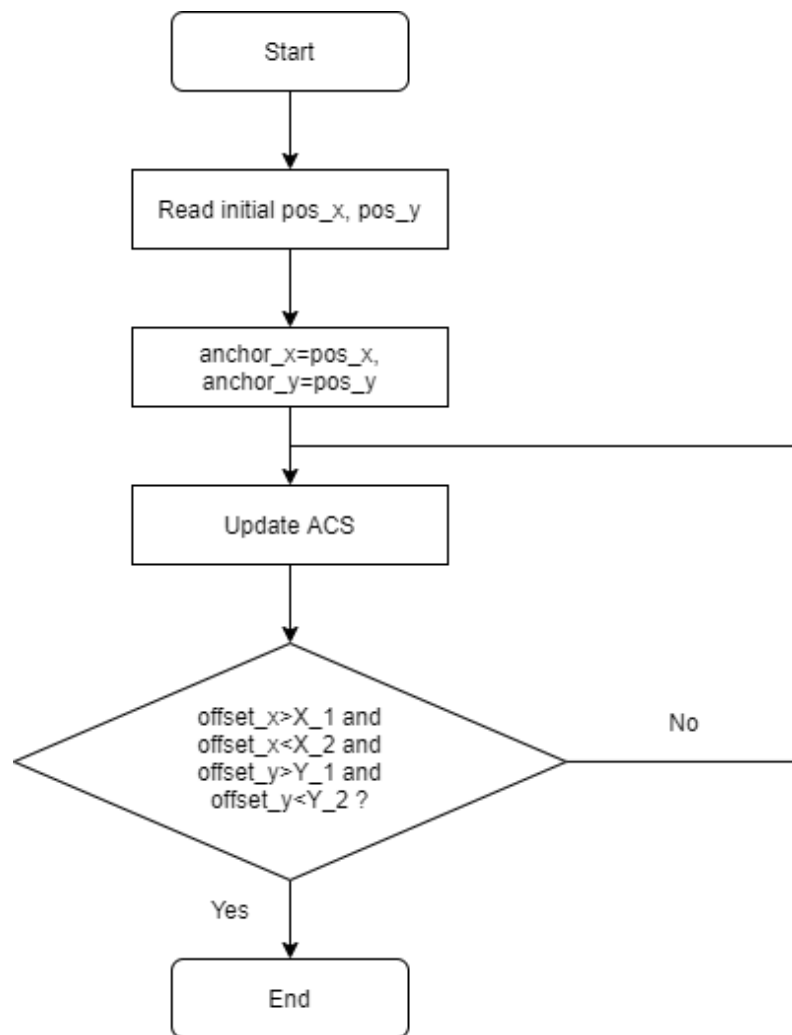 Start
Read initial pos_x, pos_y
anchor_x=pos_x,
anchor_y=pos_y
Update ACS
offset_x>X_1 and
offset_x<X_2 and
offset_y>Y_1 and
offset_y<Y_2 ?
No
Yes
End